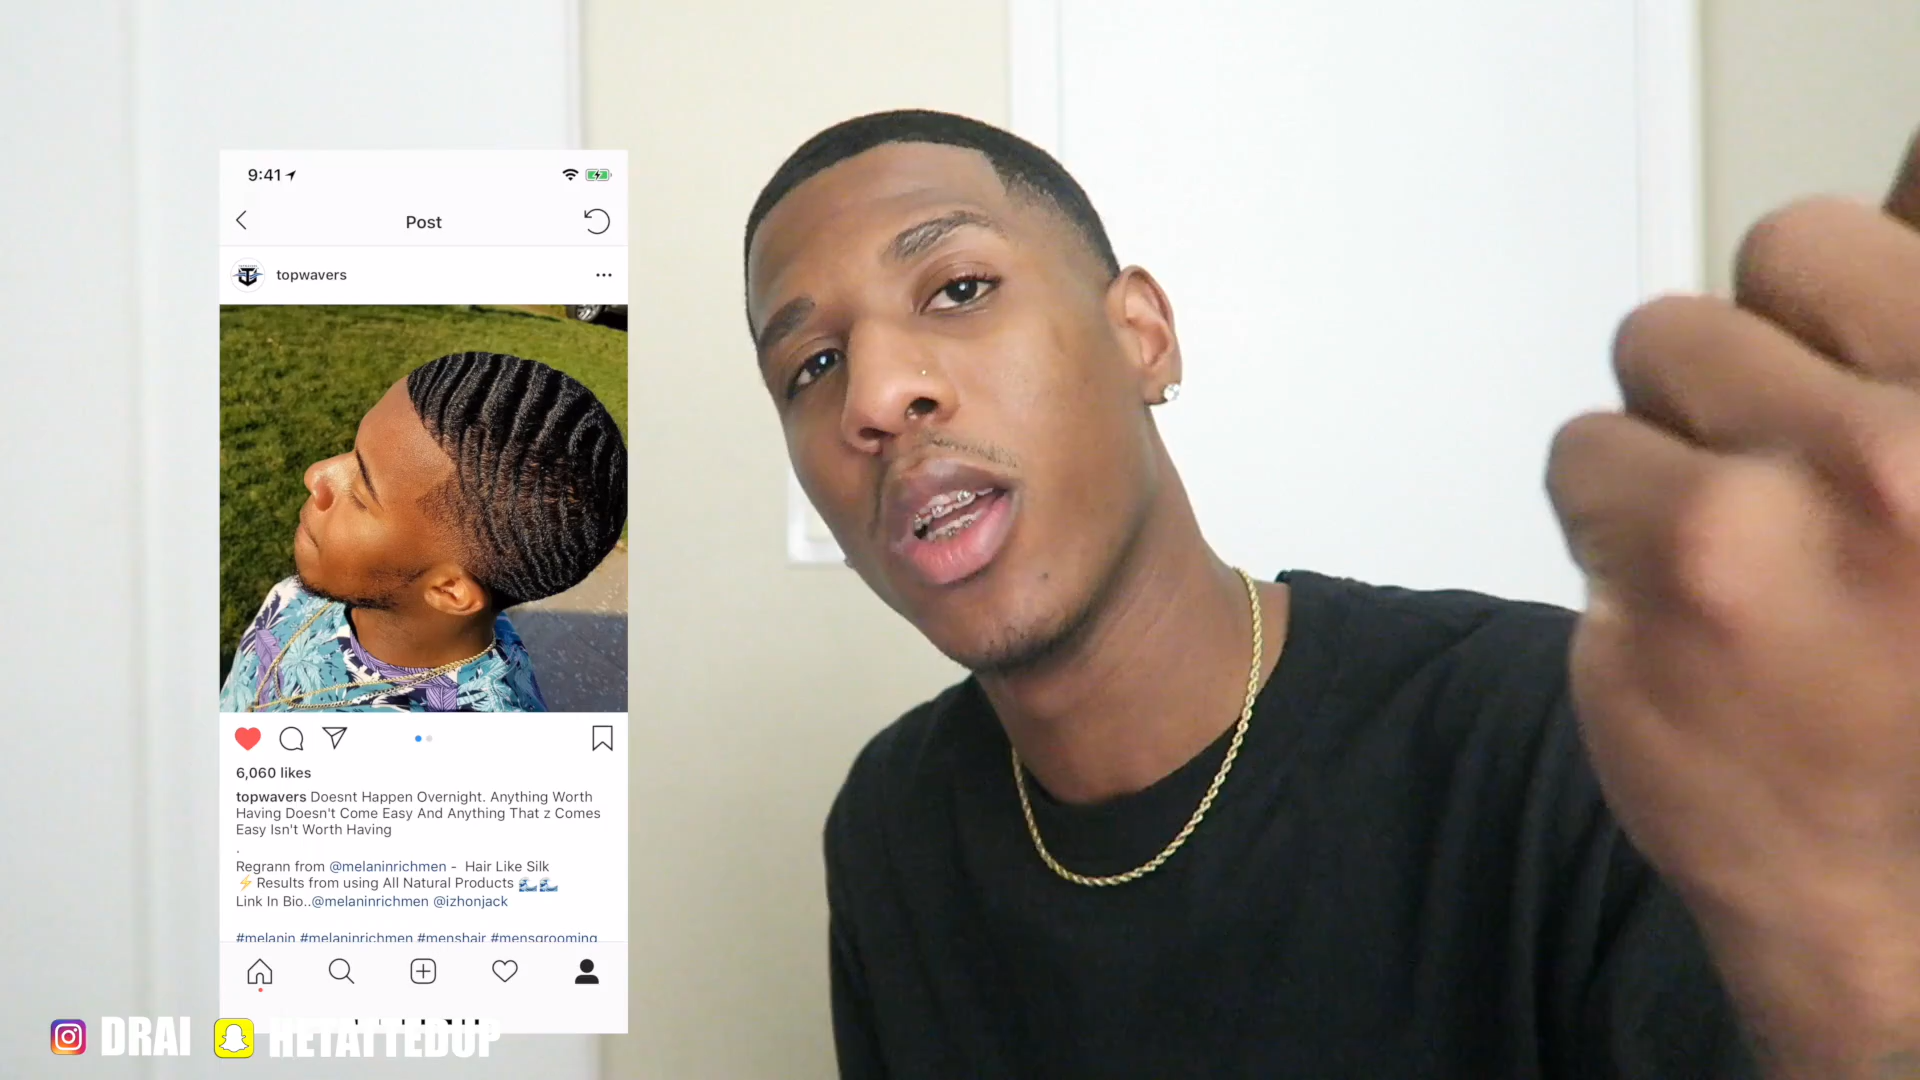 9:41
Post
topwavers
6,060 likes
topwavers Doesnt Happen Overnight. Anything Worth
Having Doesn't Come Easy And Anything That z Comes
Easy Isn't Worth Having
.
Regrann from @melaninrichmen - Hair Like Silk
⚡Results from using All Natural Products 🌊🌊
Link In Bio..@melaninrichmen @izhonjack
#melanin #melaninrichmen #menshair #mensgrooming
DRAI HETATTEDUP